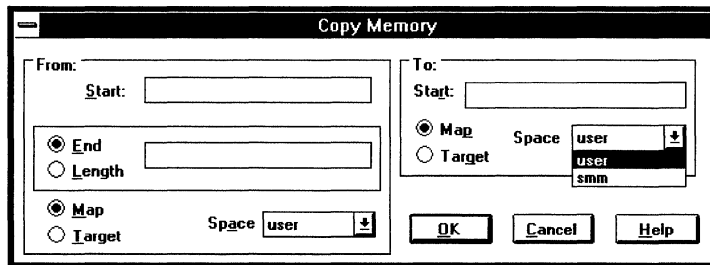 Copy Memory
From:
Start:
End
Length
Map
Target
Space user
To:
Start:
Map
Target
Space user
user
smm
OK Cancel Help